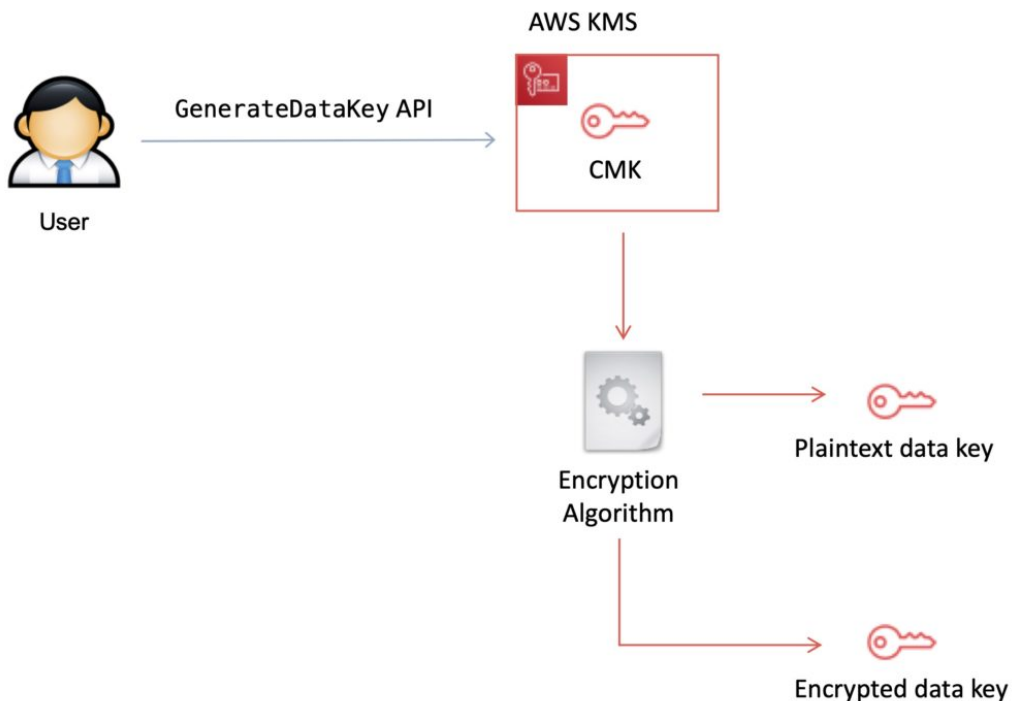 AWS KMS
GenerateDataKey API
CMK
User
Plaintext data key
Encryption
Algorithm
Encrypted data key